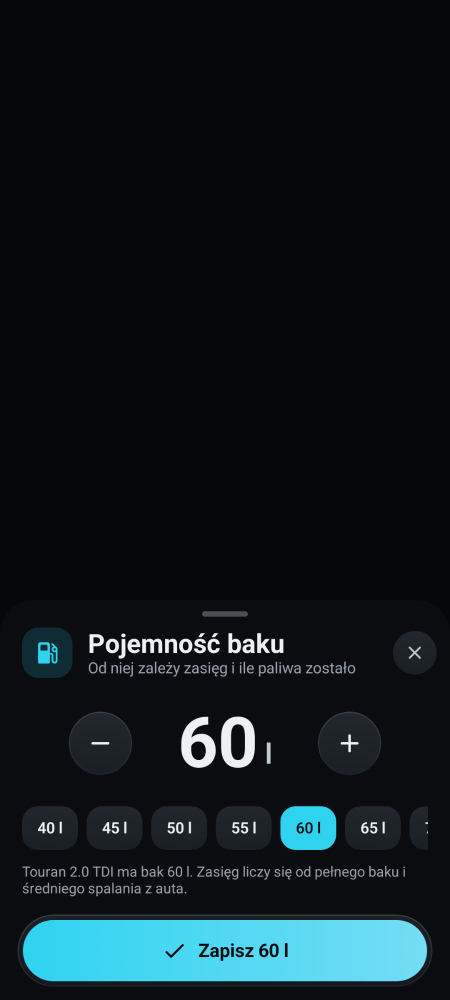 Pojemność baku
Od niej zależy zasięg i ile paliwa zostało
60 l
40 l
45 l
50 l
55 l
60 l
65 l
Touran 2.0 TDI ma bak 60 l. Zasięg liczy się od pełnego baku i
średniego spalania z auta.
Zapisz 60 l